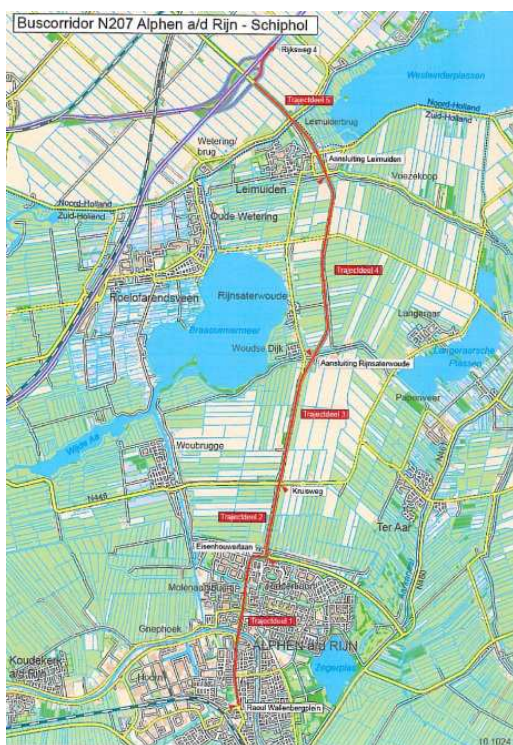 Buscorridor N207 Alphen a/d Rijn - Schiphol
Rijksweg 4
Westeinderplassen
Trajectdeel 5
Noord-Holland
Zuid-Holland
Leimuiderbrug
Wetering/
brug
Aansluiting Leimuiden
Leimuiden
Vriezekoop
Noord-Holland
Zuid-Holland
Oude Wetering
Trajectdeel 4
Roelofarendsveen
Rijnsaterwoude
Langeraar
Braassemermeer
Woudse Dijk
Langeraarsche
Plassen
Aansluiting Rijnsaterwoude
Papenveer
Trajectdeel 3
Wijde Aa
Woubrugge
N446
Kruisweg
Trajectdeel 2
Ter Aar
Eisenhowerlaan
N460
Molenaarsbuurt
Ridderbuurt
Gnephoek
Trajectdeel 1
ALPHEN a/d RIJN
Koudekerk
a/d Rijn
Zegerplas
Hoorn
Raoul Wallenbergplein